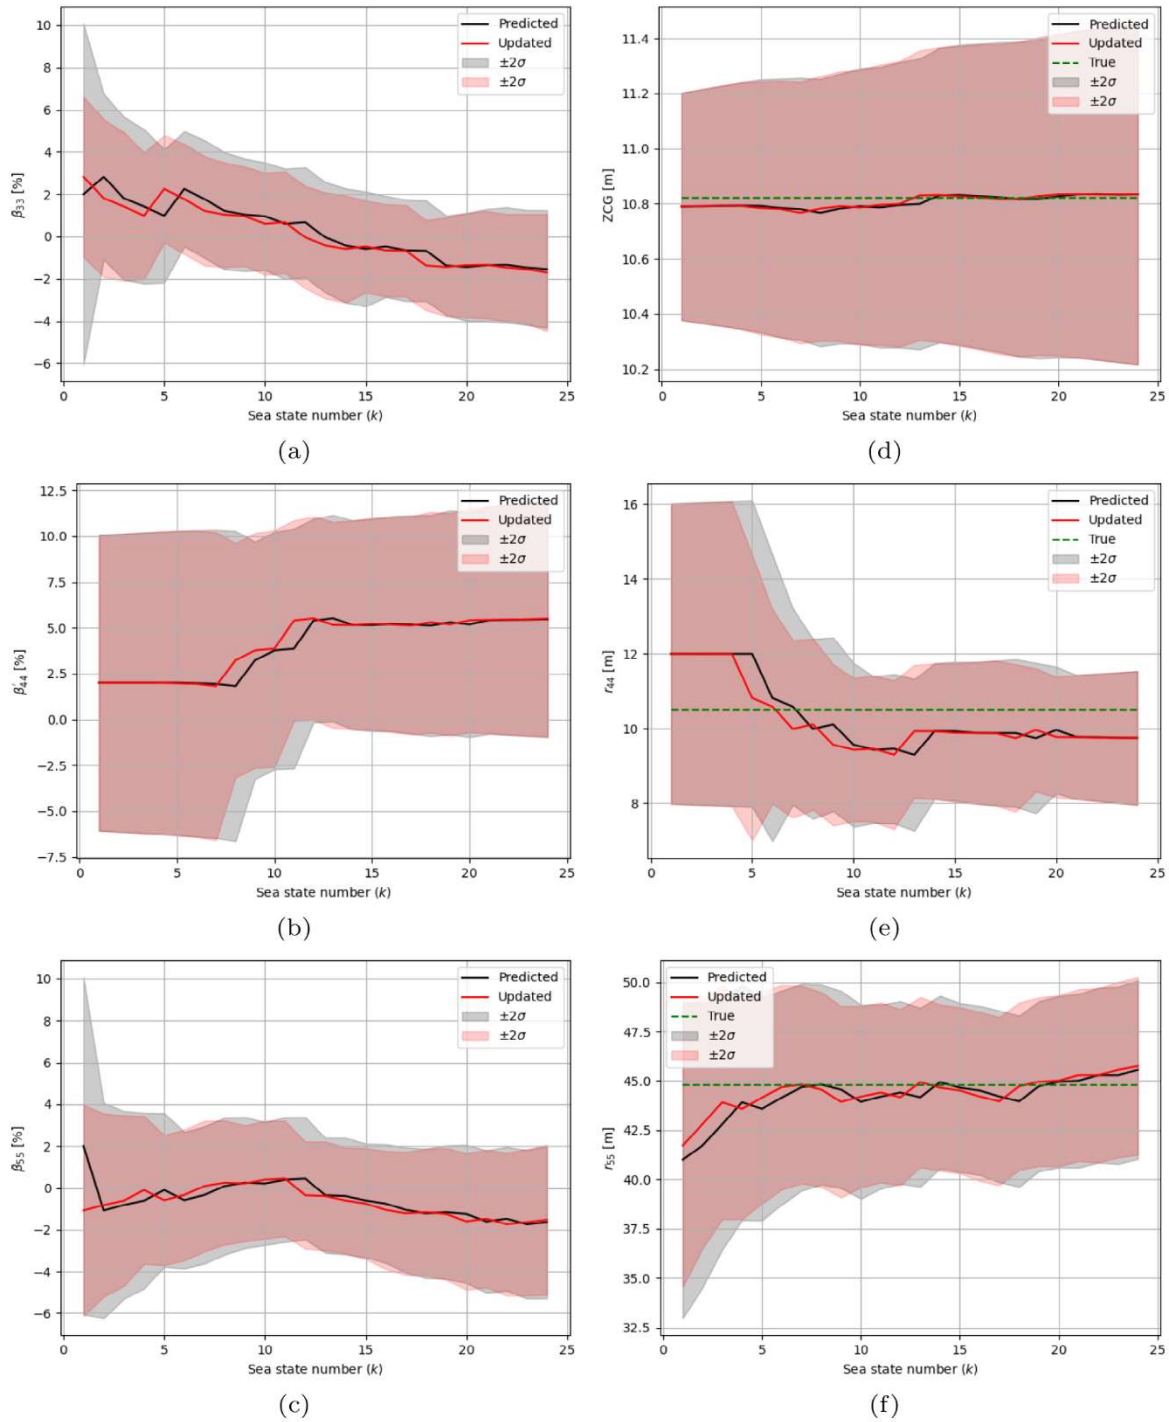 10
8
6
4
2
0
−2
−4
−6
β₃₃ [%]
Predicted
Updated
±2σ
±2σ
0 5 10 15 20 25
Sea state number (k)
(a)
11.4
11.2
11.0
10.8
10.6
10.4
10.2
ZCG [m]
Predicted
Updated
True
±2σ
±2σ
0 5 10 15 20 25
Sea state number (k)
(d)
12.5
10.0
7.5
5.0
2.5
0.0
−2.5
−5.0
−7.5
β′₄₄ [%]
Predicted
Updated
±2σ
±2σ
0 5 10 15 20 25
Sea state number (k)
(b)
16
14
12
10
8
r₄₄ [m]
Predicted
Updated
True
±2σ
±2σ
0 5 10 15 20 25
Sea state number (k)
(e)
10
8
6
4
2
0
−2
−4
−6
β₅₅ [%]
Predicted
Updated
±2σ
±2σ
0 5 10 15 20 25
Sea state number (k)
(c)
50.0
47.5
45.0
42.5
40.0
37.5
35.0
32.5
r₅₅ [m]
Predicted
Updated
True
±2σ
±2σ
0 5 10 15 20 25
Sea state number (k)
(f)